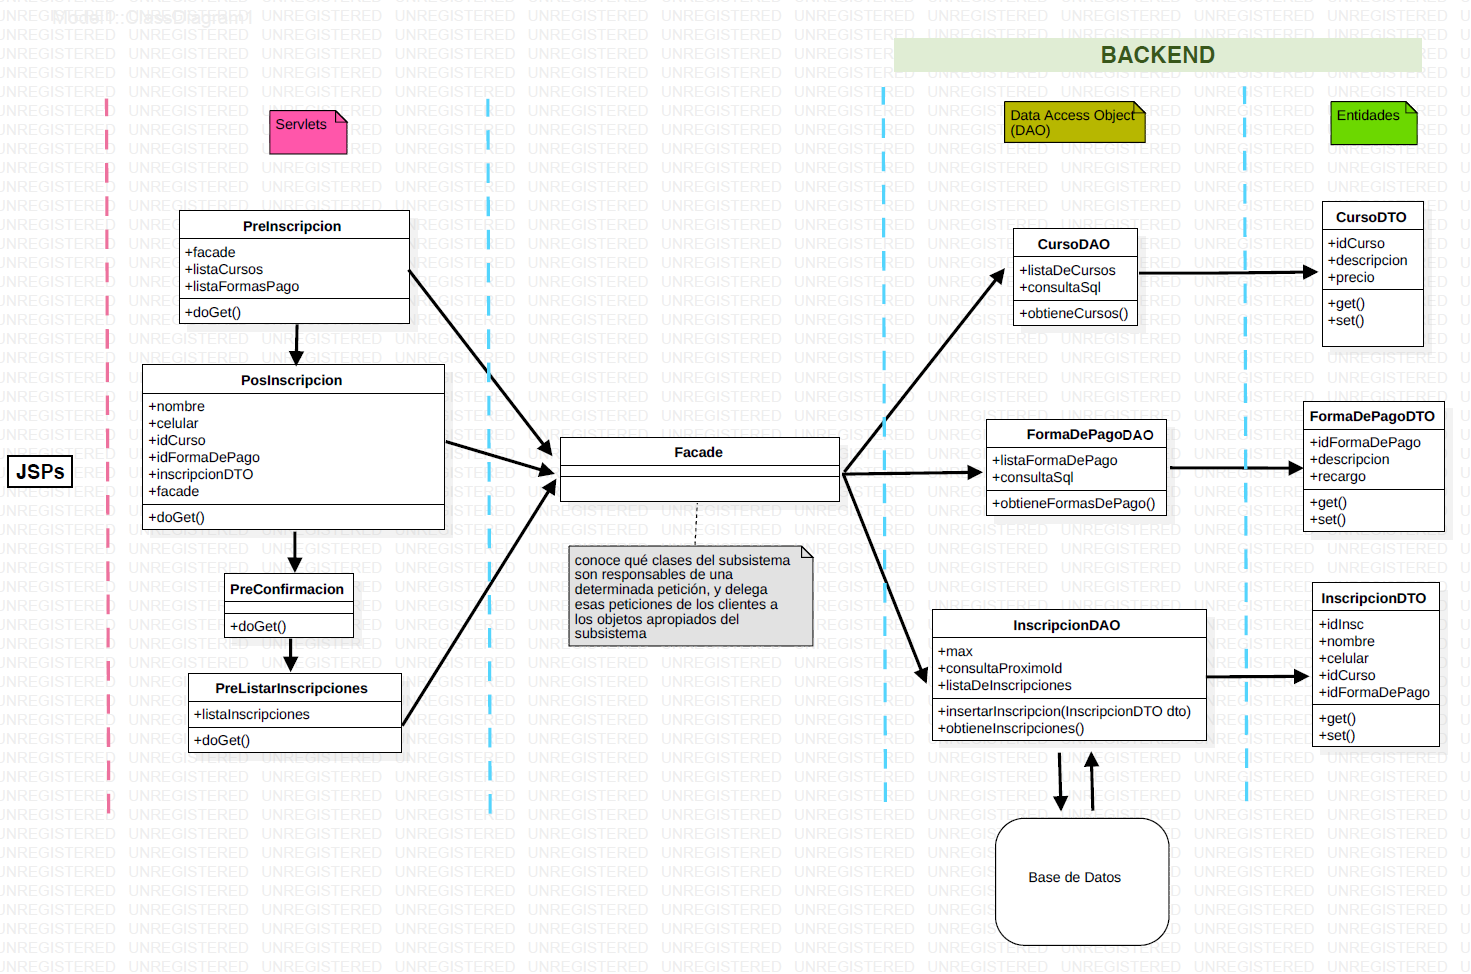 Model1::ClassDiagram1
UNREGISTERED
BACKEND
Servlets
Data Access Object
(DAO)
Entidades
PreInscripcion
+facade
+listaCursos
+listaFormasPago
+doGet()
PosInscripcion
+nombre
+celular
+idCurso
+idFormaDePago
+inscripcionDTO
+facade
+doGet()
JSPs
PreConfirmacion
+doGet()
PreListarInscripciones
+listaInscripciones
+doGet()
Facade
conoce qué clases del subsistema
son responsables de una
determinada petición, y delega
esas peticiones de los clientes a
los objetos apropiados del
subsistema
CursoDAO
+listaDeCursos
+consultaSql
+obtieneCursos()
FormaDePagoDAO
+listaFormaDePago
+consultaSql
+obtieneFormasDePago()
InscripcionDAO
+max
+consultaProximoId
+listaDeInscripciones
+insertarInscripcion(InscripcionDTO dto)
+obtieneInscripciones()
Base de Datos
CursoDTO
+idCurso
+descripcion
+precio
+get()
+set()
FormaDePagoDTO
+idFormaDePago
+descripcion
+recargo
+get()
+set()
InscripcionDTO
+idInsc
+nombre
+celular
+idCurso
+idFormaDePago
+get()
+set()